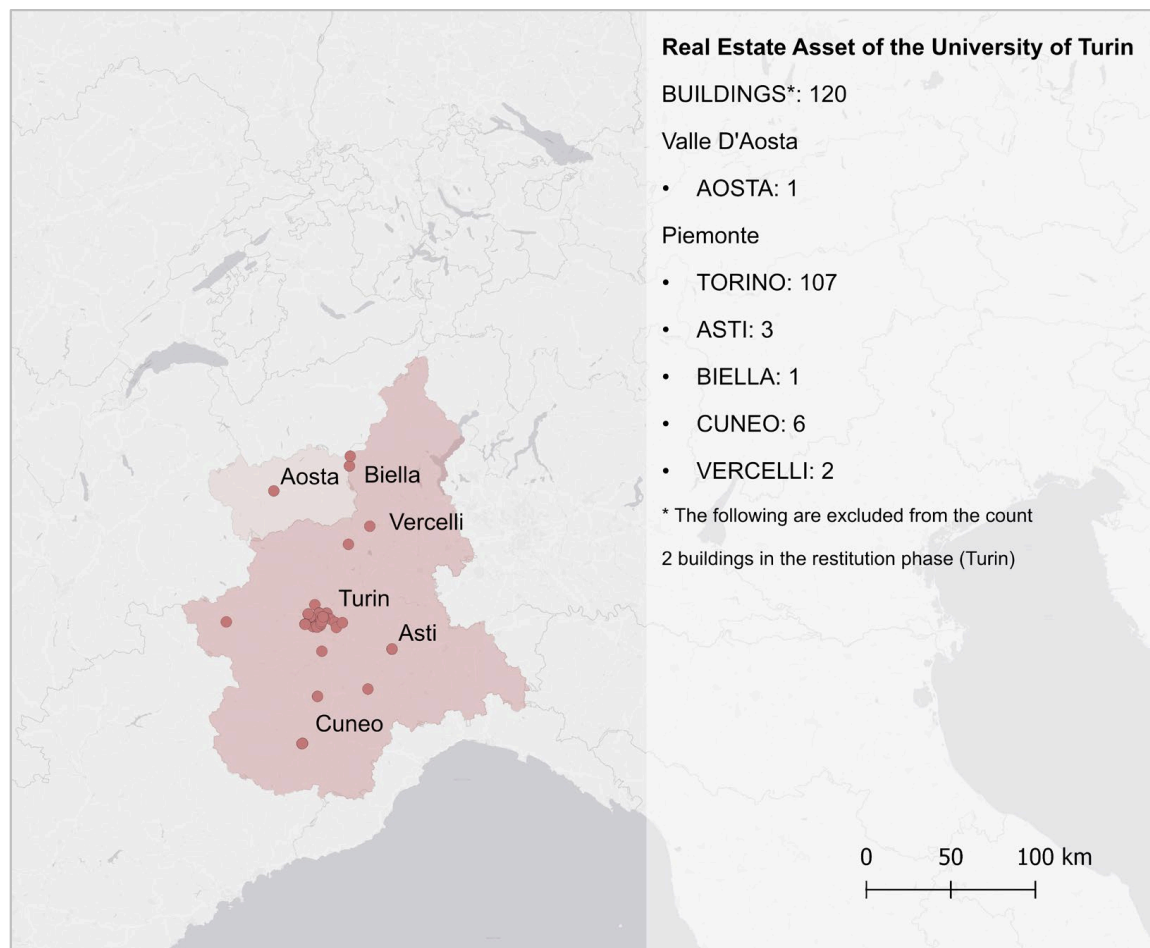 Real Estate Asset of the University of Turin
BUILDINGS*: 120
Valle D'Aosta
• AOSTA: 1
Piemonte
• TORINO: 107
• ASTI: 3
• BIELLA: 1
• CUNEO: 6
• VERCELLI: 2
* The following are excluded from the count
2 buildings in the restitution phase (Turin)
Aosta
Biella
Vercelli
Turin
Asti
Cuneo
0 50 100 km